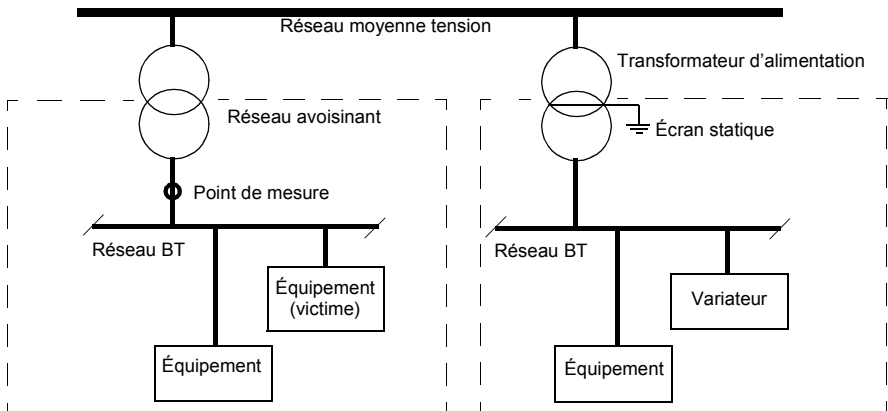 Réseau moyenne tension
Transformateur d’alimentation
Réseau avoisinant
Écran statique
Point de mesure
Réseau BT
Réseau BT
Équipement
(victime)
Variateur
Équipement
Équipement